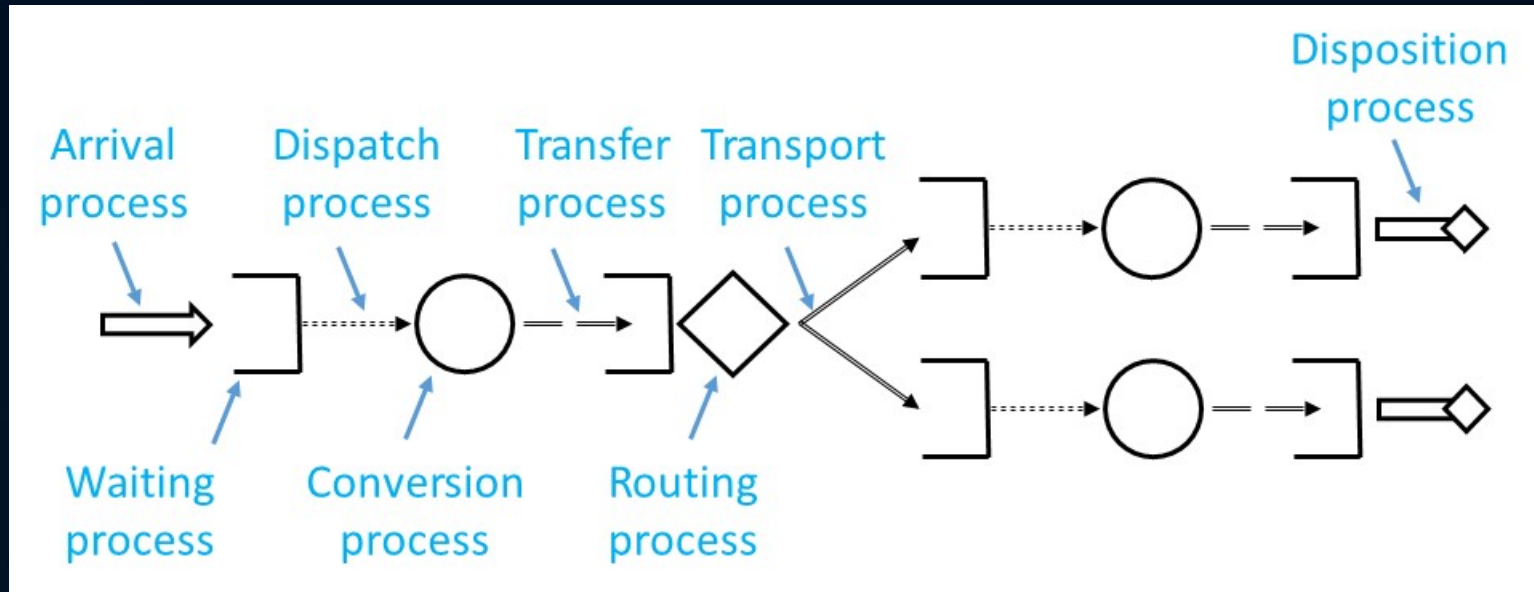 Disposition
process
Arrival
process
Dispatch
process
Transfer
process
Transport
process
Waiting
process
Conversion
process
Routing
process